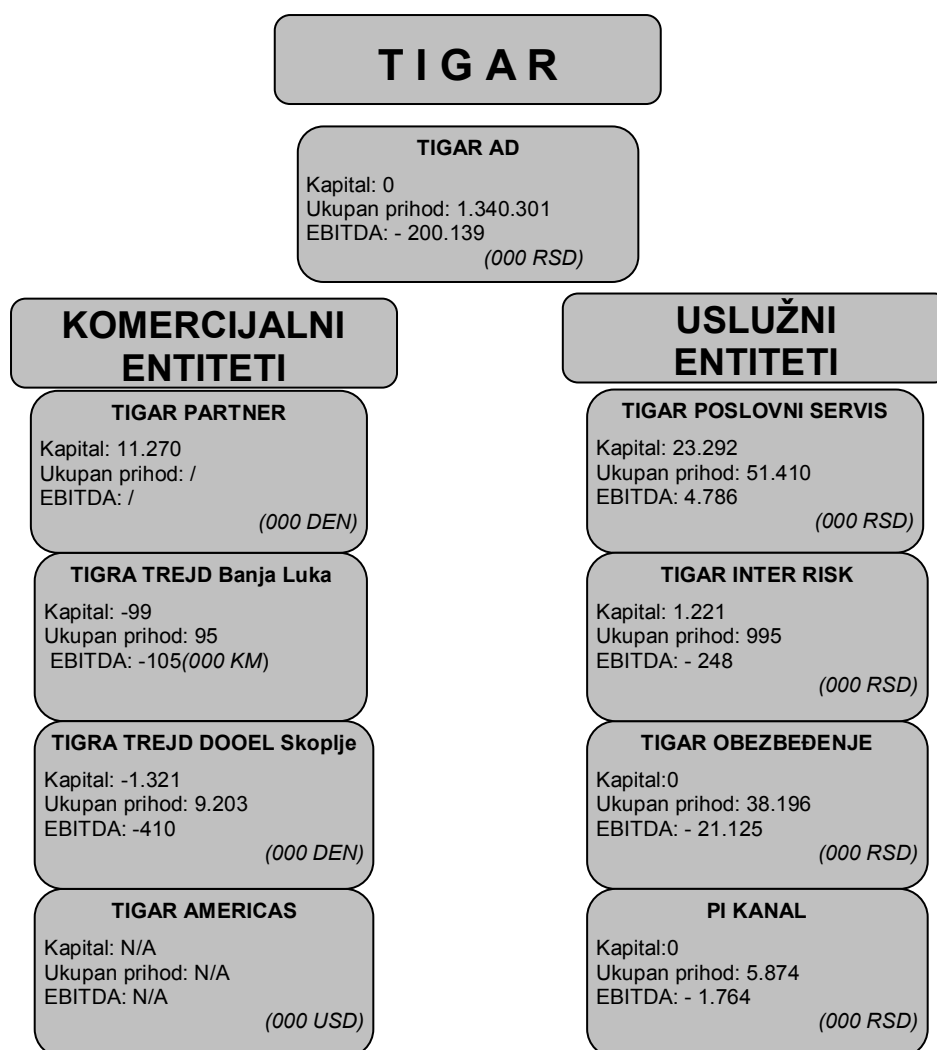 T I G A R
TIGAR AD
Kapital: 0
Ukupan prihod: 1.340.301
EBITDA: - 200.139
(000 RSD)
KOMERCIJALNI
ENTITETI
TIGAR PARTNER
Kapital: 11.270
Ukupan prihod: /
EBITDA: /
(000 DEN)
TIGRA TREJD Banja Luka
Kapital: -99
Ukupan prihod: 95
EBITDA: -105(000 KM)
TIGRA TREJD DOOEL Skoplje
Kapital: -1.321
Ukupan prihod: 9.203
EBITDA: -410
(000 DEN)
TIGAR AMERICAS
Kapital: N/A
Ukupan prihod: N/A
EBITDA: N/A
(000 USD)
USLUŽNI
ENTITETI
TIGAR POSLOVNI SERVIS
Kapital: 23.292
Ukupan prihod: 51.410
EBITDA: 4.786
(000 RSD)
TIGAR INTER RISK
Kapital: 1.221
Ukupan prihod: 995
EBITDA: - 248
(000 RSD)
TIGAR OBEZBEĐENJE
Kapital:0
Ukupan prihod: 38.196
EBITDA: - 21.125
(000 RSD)
PI KANAL
Kapital:0
Ukupan prihod: 5.874
EBITDA: - 1.764
(000 RSD)